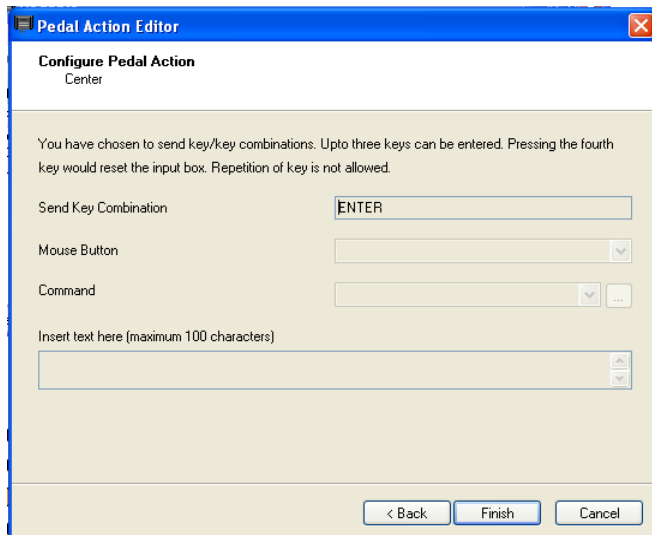 Pedal Action Editor
Configure Pedal Action
Center
You have chosen to send key/key combinations. Upto three keys can be entered. Pressing the fourth
key would reset the input box. Repetition of key is not allowed.
Send Key Combination
ENTER
Mouse Button
Command
...
Insert text here (maximum 100 characters)
< Back
Finish
Cancel